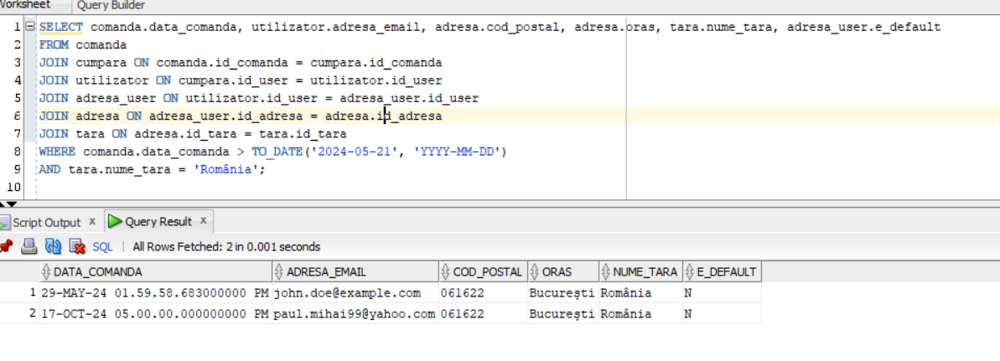 Worksheet Query Builder
1 SELECT comanda.data_comanda, utilizator.adresa_email, adresa.cod_postal, adresa.oras, tara.nume_tara, adresa_user.e_default
2 FROM comanda
3 JOIN cumpara ON comanda.id_comanda = cumpara.id_comanda
4 JOIN utilizator ON cumpara.id_user = utilizator.id_user
5 JOIN adresa_user ON utilizator.id_user = adresa_user.id_user
6 JOIN adresa ON adresa_user.id_adresa = adresa.id_adresa
7 JOIN tara ON adresa.id_tara = tara.id_tara
8 WHERE comanda.data_comanda > TO_DATE('2024-05-21', 'YYYY-MM-DD')
9 AND tara.nume_tara = 'România';
10
Script Output x Query Result x
SQL | All Rows Fetched: 2 in 0.001 seconds
DATA_COMANDA ADRESA_EMAIL COD_POSTAL ORAS NUME_TARA E_DEFAULT
1 29-MAY-24 01.59.58.683000000 PM john.doe@example.com 061622 București România N
2 17-OCT-24 05.00.00.000000000 PM paul.mihai99@yahoo.com 061622 București România N